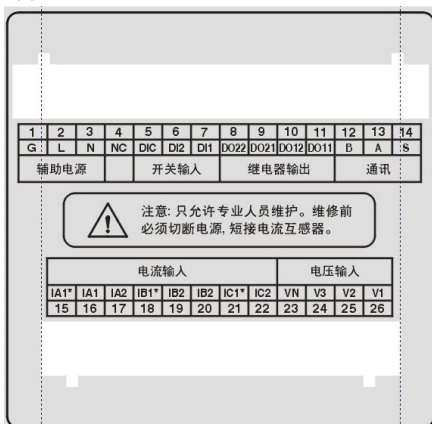 1 2 3 4 5 6 7 8 9 10 11 12 13 14
G L N NC DIC DI2 DI1 DO22 DO21 DO12 DO11 B A S
辅助电源 开关输入 继电器输出 通讯
注意: 只允许专业人员维护。维修前
必须切断电源, 短接电流互感器。
电流输入 电压输入
IA1* IA1 IA2 IB1* IB2 IB2 IC1* IC2 VN V3 V2 V1
15 16 17 18 19 20 21 22 23 24 25 26